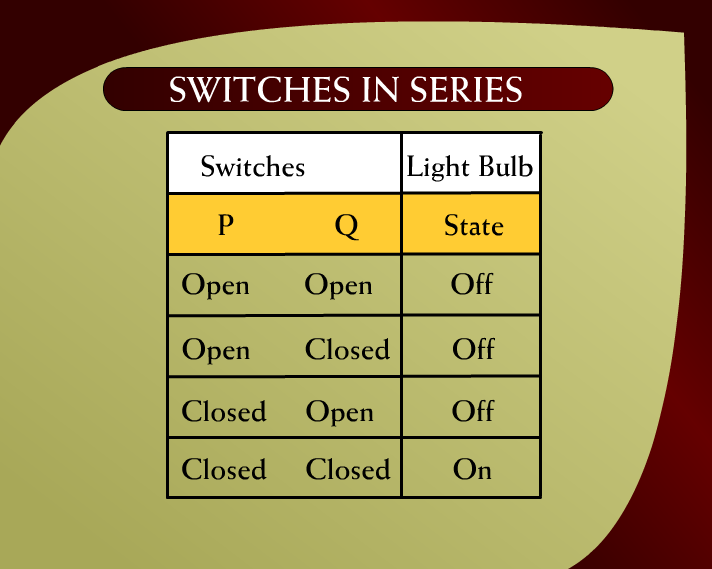 SWITCHES IN SERIES
Switches Light Bulb
P Q State
Open Open Off
Open Closed Off
Closed Open Off
Closed Closed On